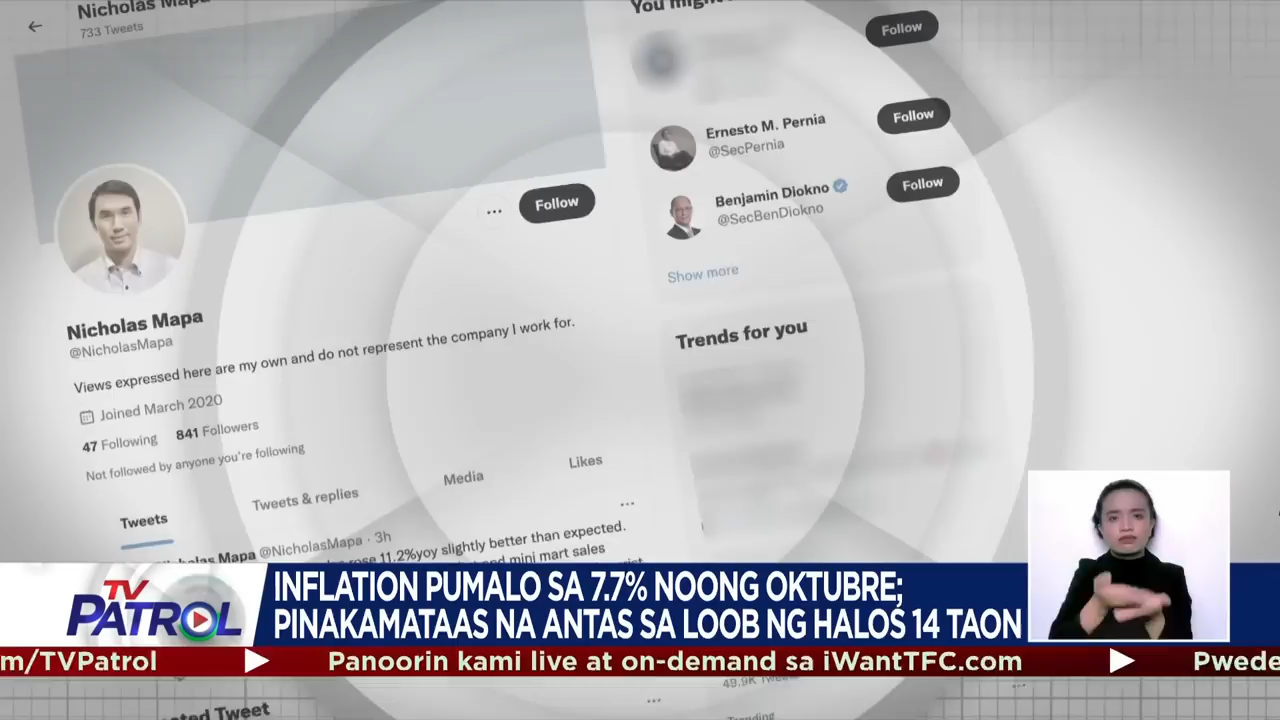 Nicholas Mapa
733 Tweets
Follow
Nicholas Mapa
@NicholasMapa
Views expressed here are my own and do not represent the company I work for.
Joined March 2020
47 Following 841 Followers
Not followed by anyone you're following
Tweets Tweets & replies Media Likes
Mapa @NicholasMapa · 3h
rose 11.2%yoy slightly better than expected.
and mini mart sales
You
Follow
Ernesto M. Pernia
@SecPernia
Follow
Benjamin Diokno
@SecBenDiokno
Follow
Show more
Trends for you
TV PATROL
INFLATION PUMALO SA 7.7% NOONG OKTUBRE;
PINAKAMATAAS NA ANTAS SA LOOB NG HALOS 14 TAON
m/TVPatrol Panoorin kami live at on-demand sa iWantTFC.com Pwede
49.9K
Tweet
Trending